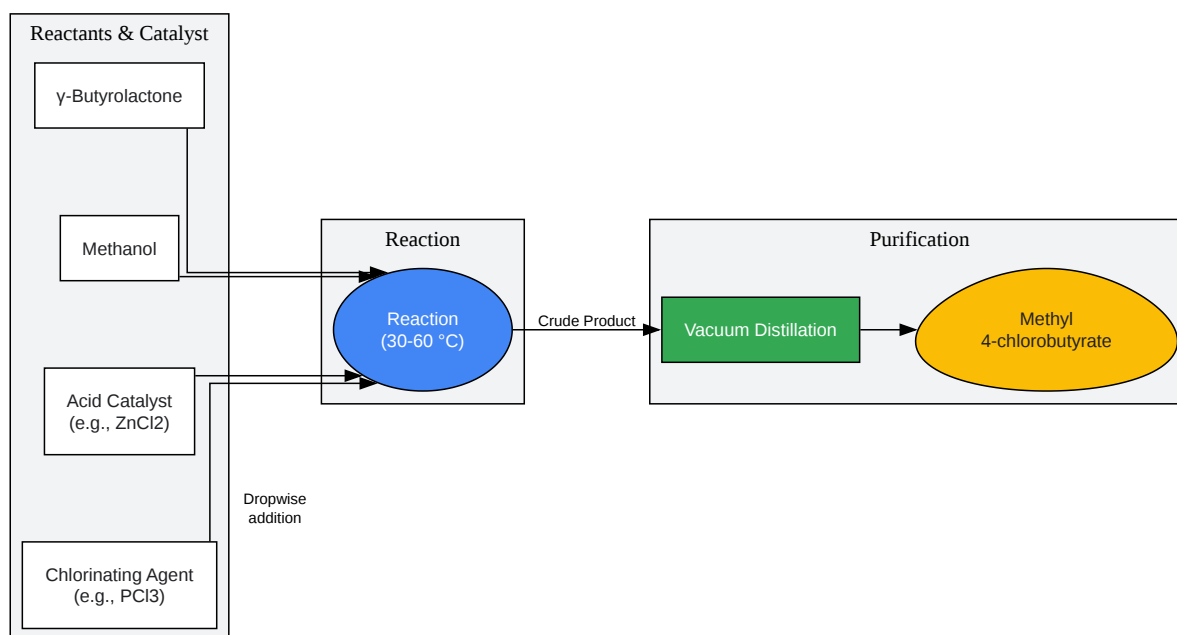 Reactants & Catalyst
γ-Butyrolactone
Methanol
Acid Catalyst
(e.g., ZnCl2)
Dropwise
addition
Chlorinating Agent
(e.g., PCl3)
Reaction
Reaction
(30-60 °C)
Crude Product
Purification
Vacuum Distillation
Methyl
4-chlorobutyrate